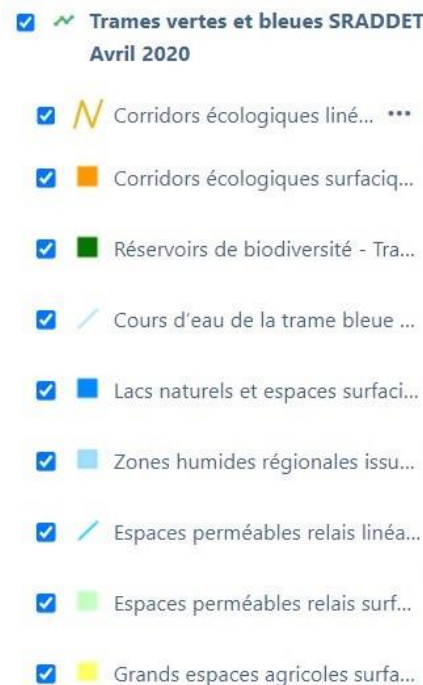 Trames vertes et bleues SRADDET
Avril 2020
Corridors écologiques liné... •••
Corridors écologiques surfaciq...
Réservoirs de biodiversité - Tra...
Cours d'eau de la trame bleue ...
Lacs naturels et espaces surfaci...
Zones humides régionales issu...
Espaces perméables relais linéa...
Espaces perméables relais surf...
Grands espaces agricoles surfa...